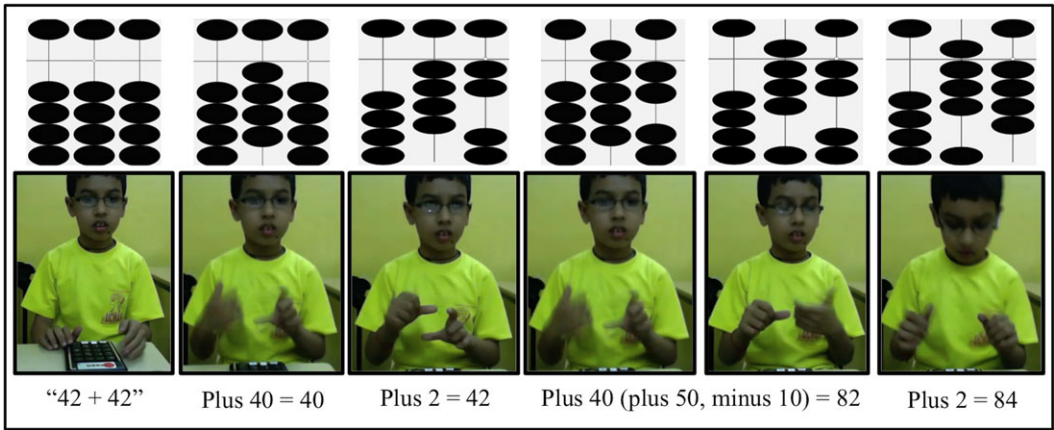 “42 + 42”
Plus 40 = 40
Plus 2 = 42
Plus 40 (plus 50, minus 10) = 82
Plus 2 = 84